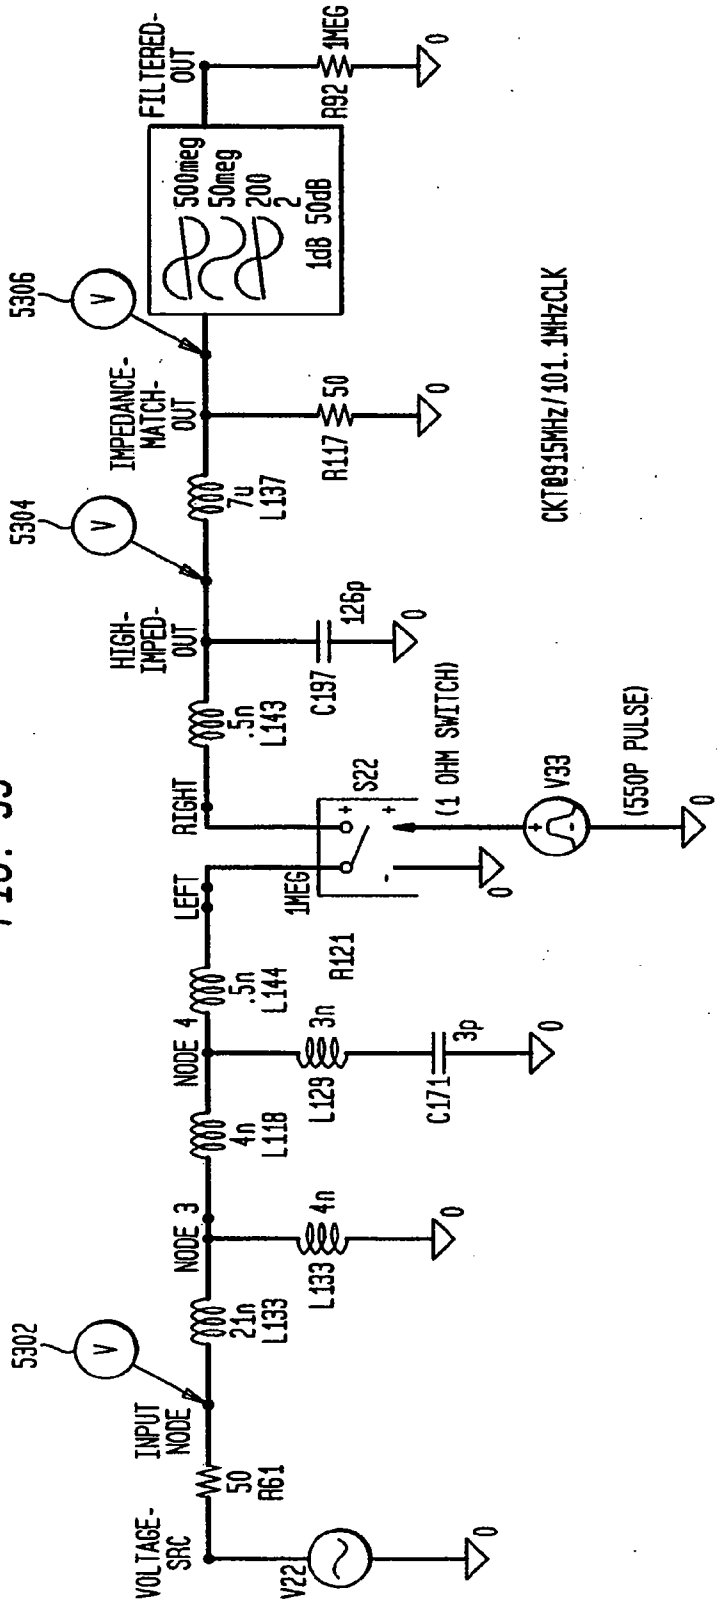 FIG. 53
5302
5304
5306
VOLTAGE-
SRC
INPUT
NODE
NODE 3
NODE 4
LEFT
RIGHT
HIGH-
IMPED-
OUT
IMPEDANCE-
MATCH-
OUT
FILTERED-
OUT
V
V
V
50
R61
21n
L133
4n
L118
.5n
L144
.5n
L143
7u
L137
500meg
50meg
200
2
1dB 50dB
V22
0
L133
4n
0
L129
3n
C171
3p
0
R121
1MEG
S22
+
+
-
0
(1 OHM SWITCH)
+
-
V33
(550P PULSE)
0
C197
126p
0
R117
50
0
R92
1MEG
0
CKT@915MHz/101.1MHzCLK